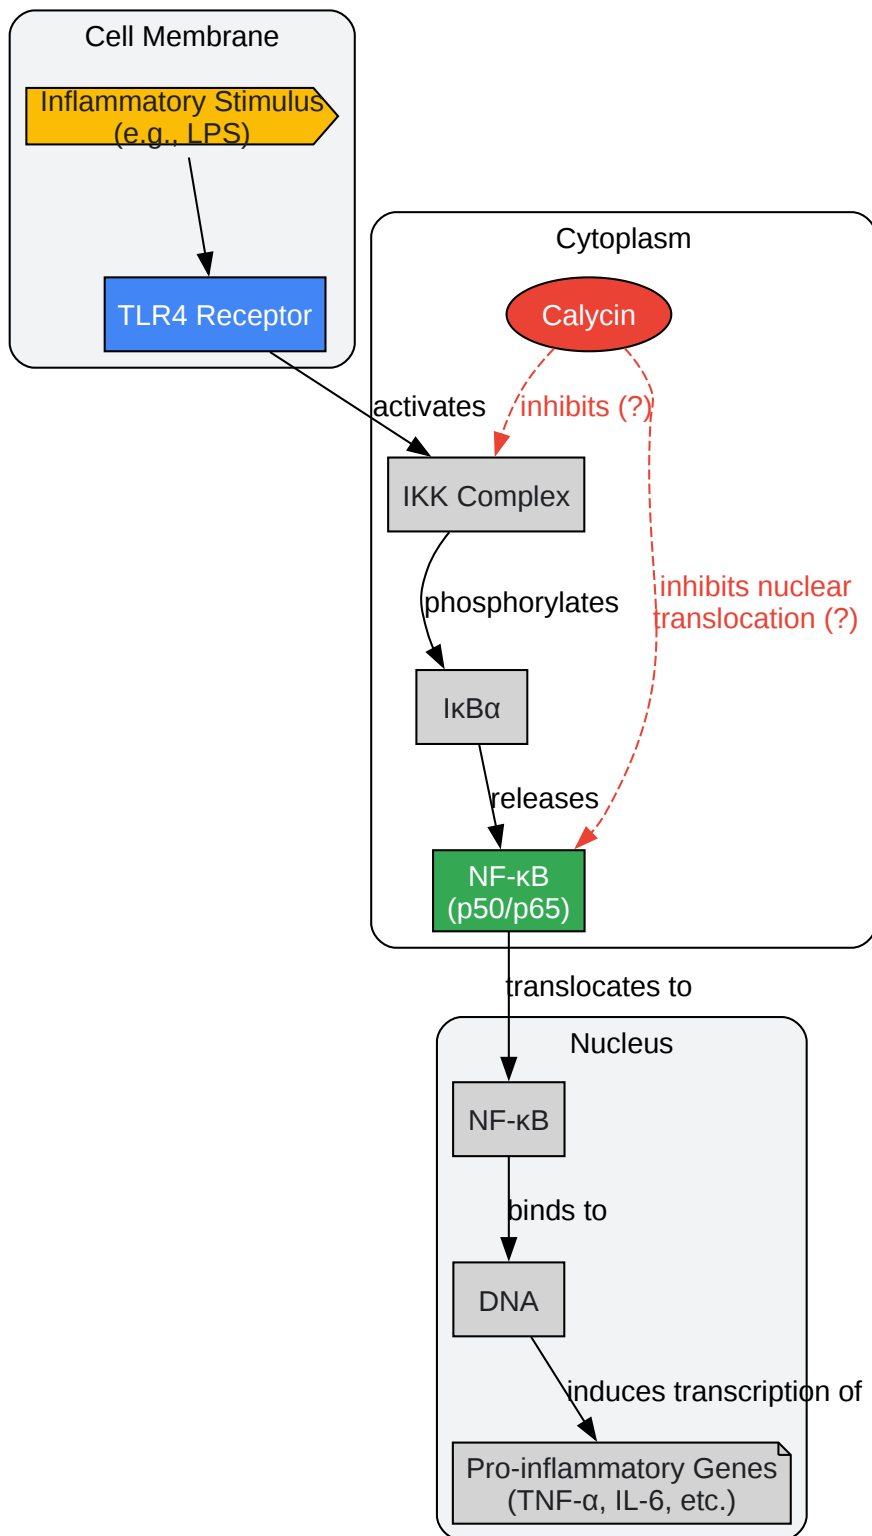 Cell Membrane
Inflammatory Stimulus
(e.g., LPS)
TLR4 Receptor
activates
Cytoplasm
Calycin
inhibits (?)
IKK Complex
phosphorylates
inhibits nuclear
translocation (?)
IκBα
releases
NF-κB
(p50/p65)
translocates to
Nucleus
NF-κB
binds to
DNA
induces transcription of
Pro-inflammatory Genes
(TNF-α, IL-6, etc.)